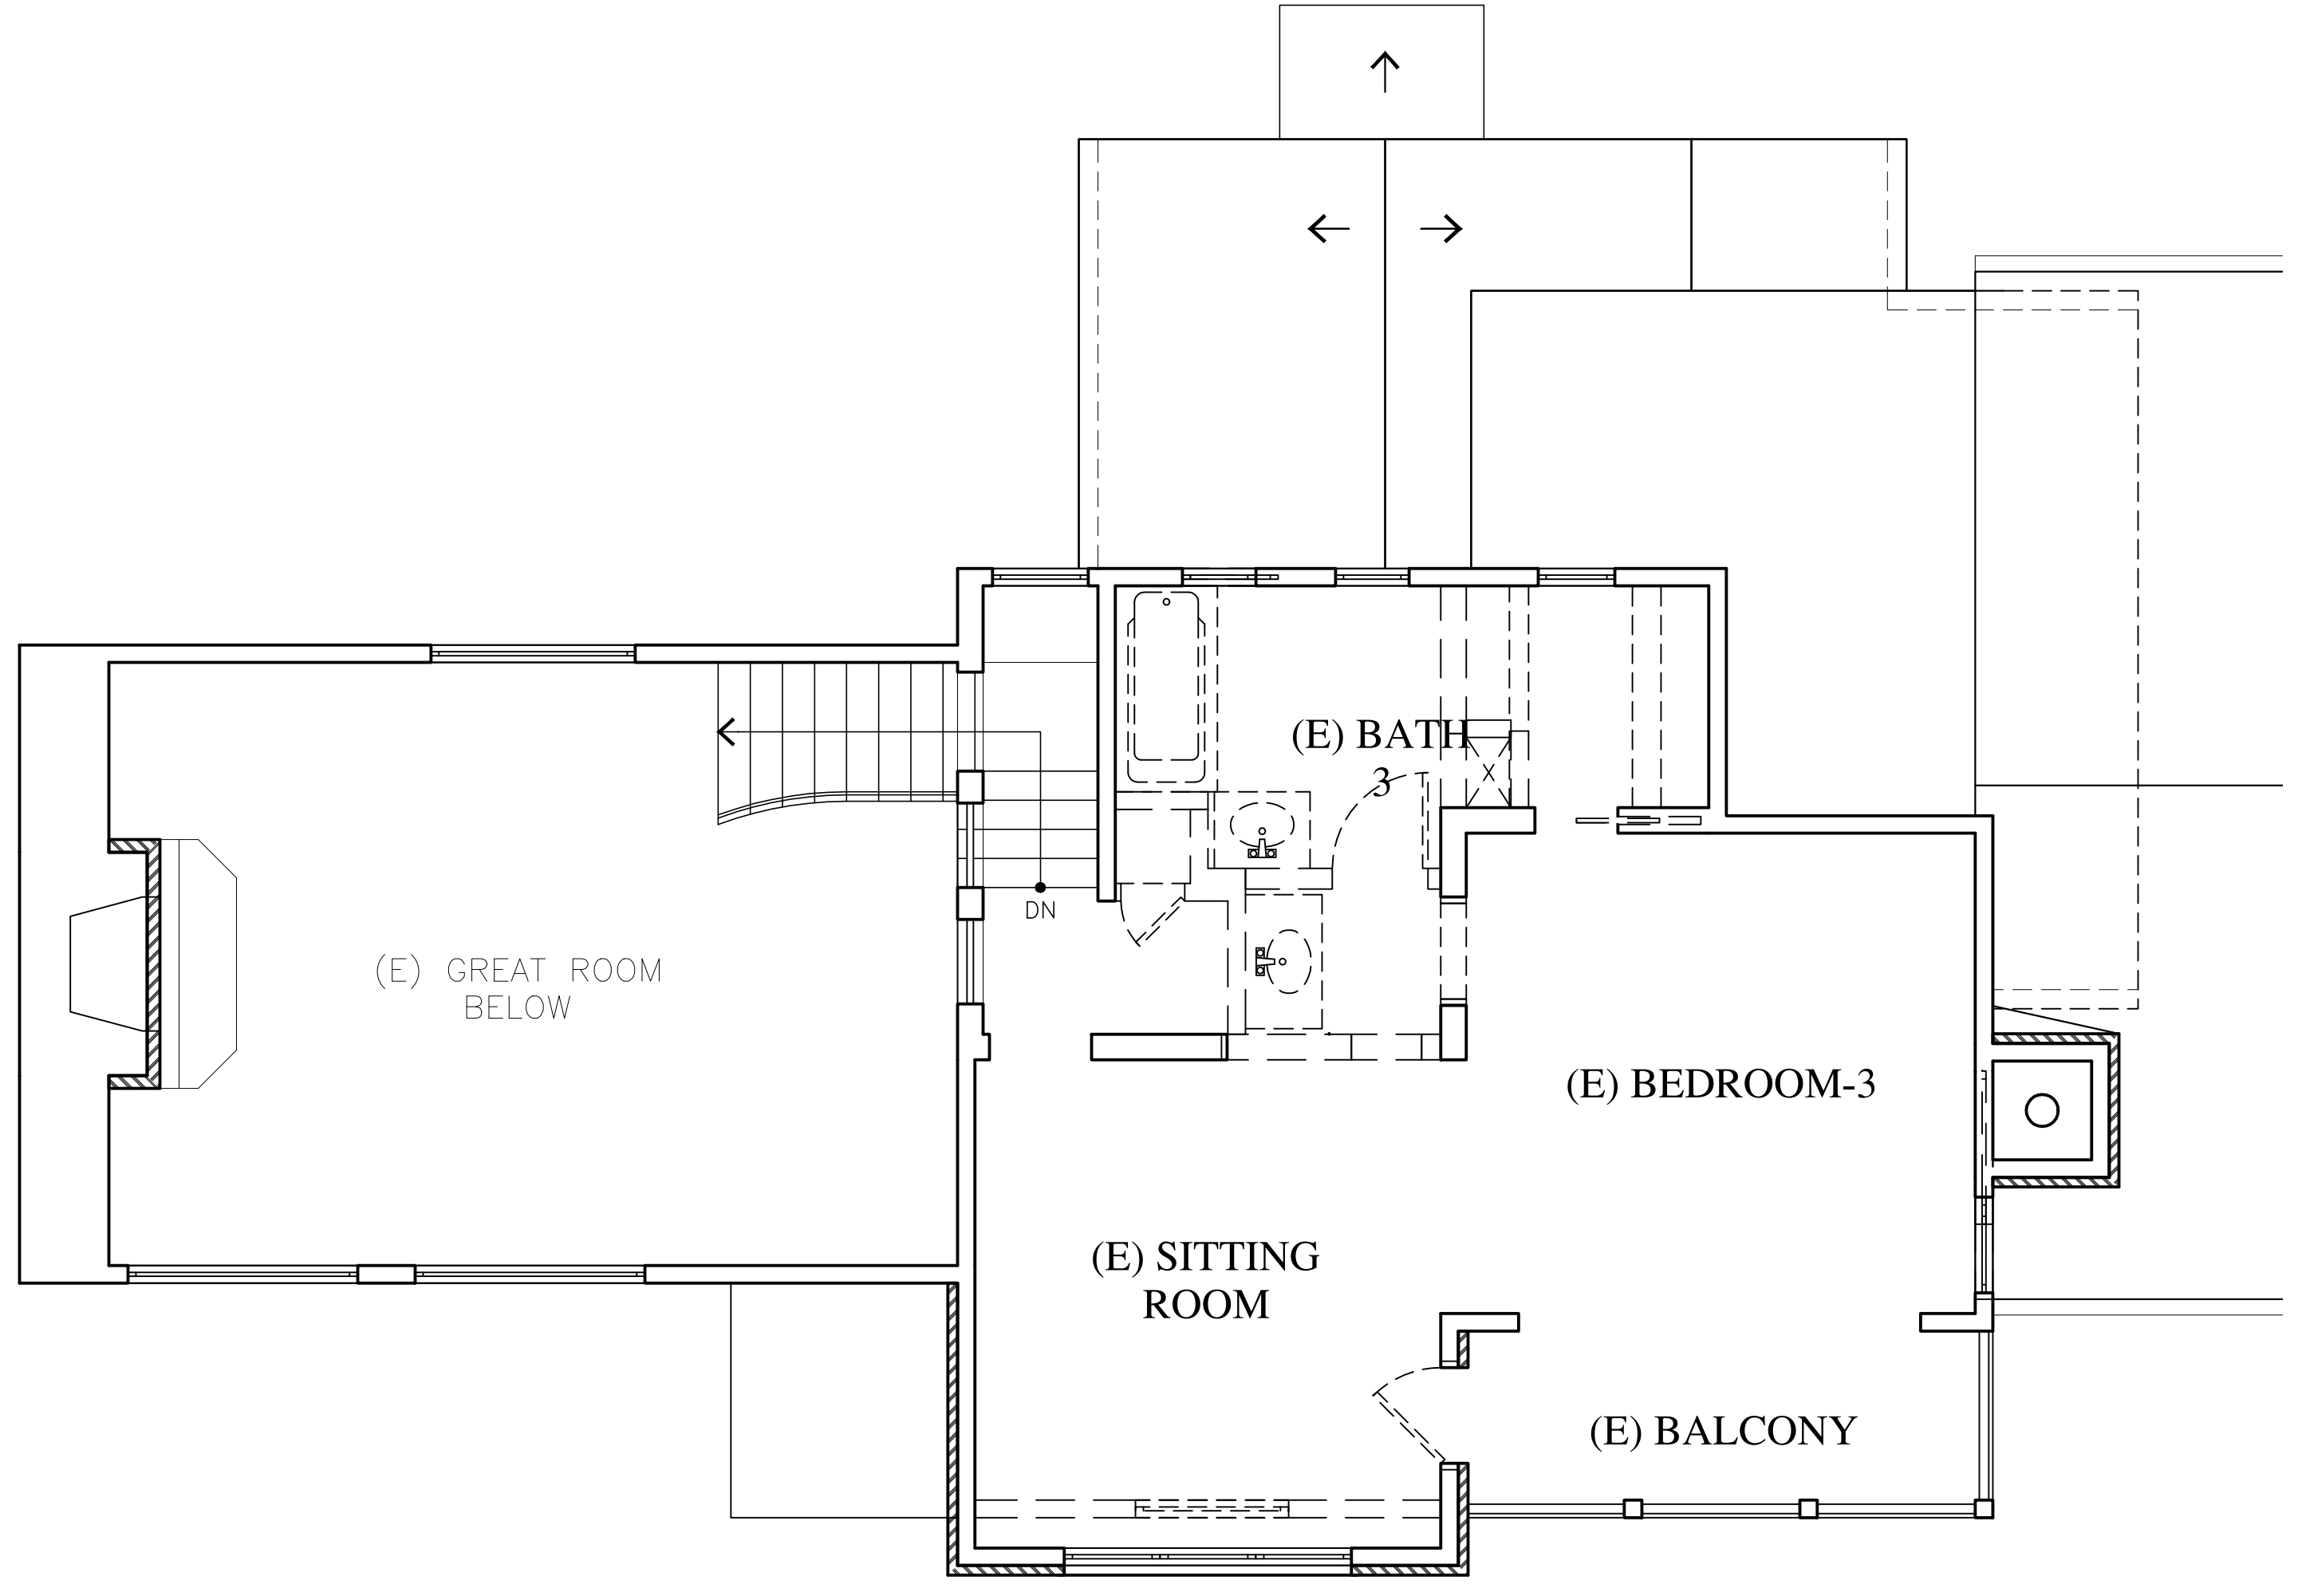 (E) BATH
3
DN
(E) GREAT ROOM
BELOW
(E) BEDROOM-3
(E) SITTING
ROOM
(E) BALCONY